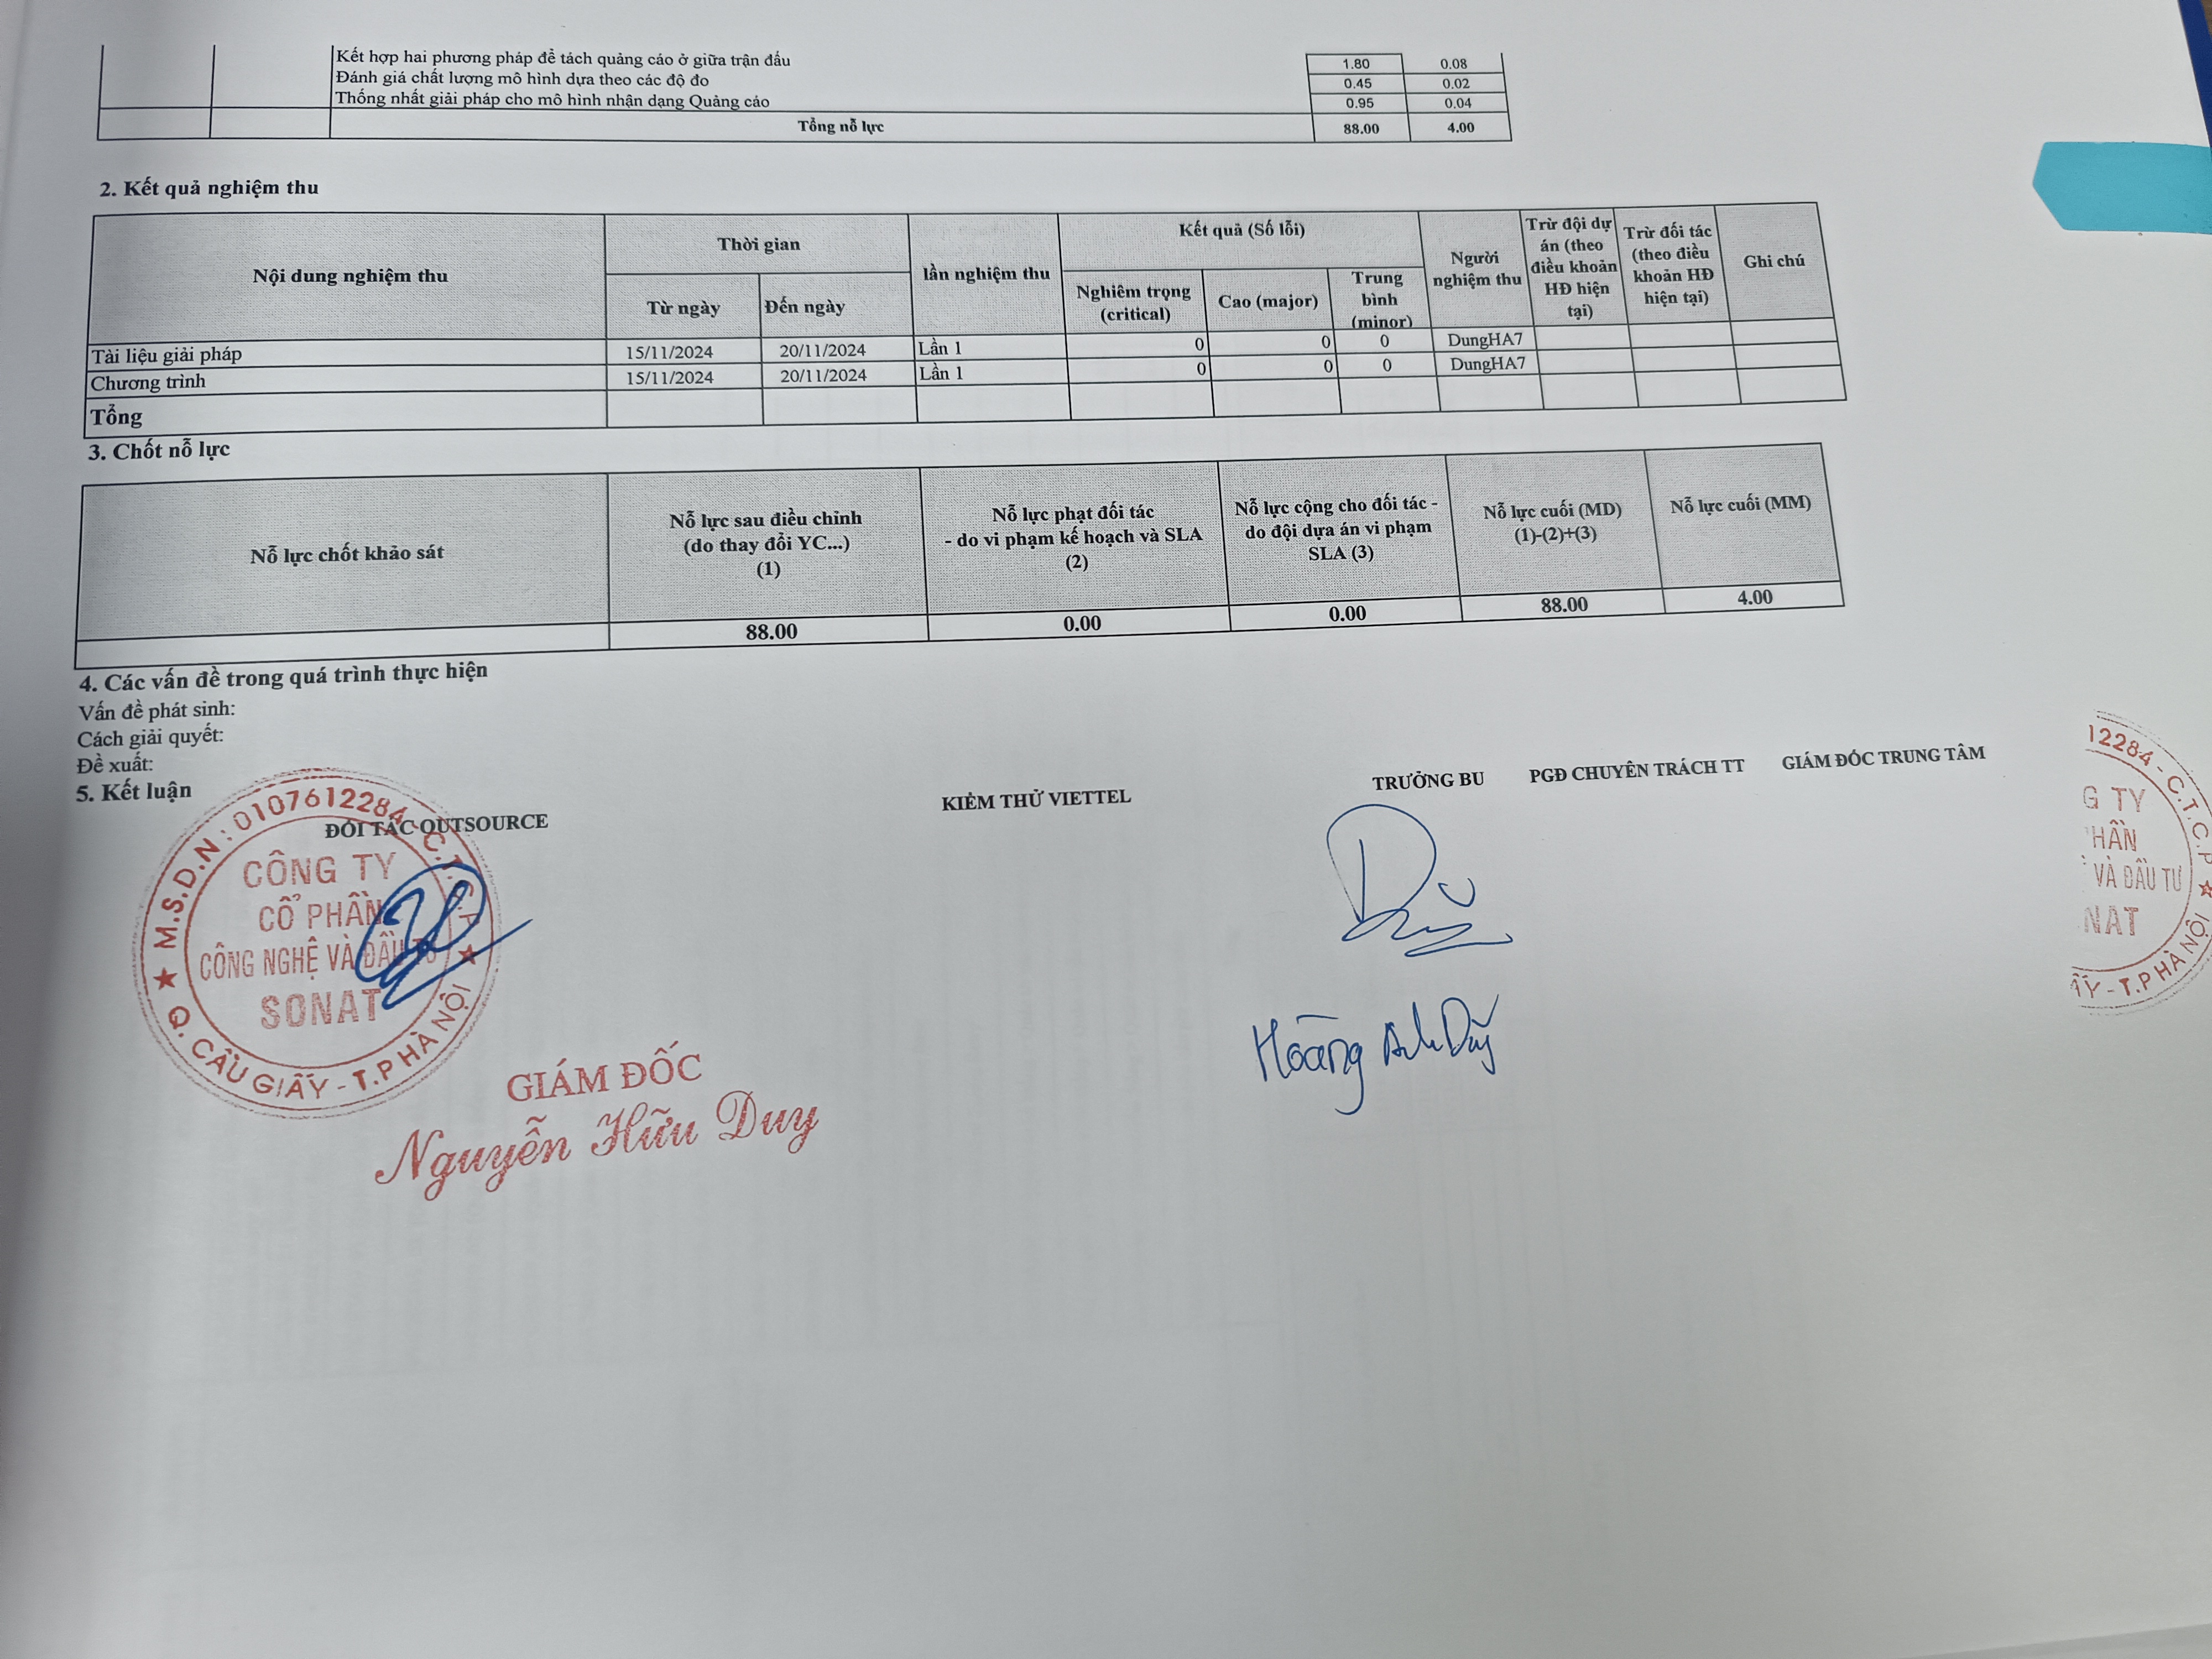 Kết hợp hai phương pháp để tách quảng cáo ở giữa trận đấu 1.80 0.08
Đánh giá chất lượng mô hình dựa theo các độ đo 0.45 0.02
Thống nhất giải pháp cho mô hình nhận dạng Quảng cáo 0.95 0.04
Tổng nỗ lực 88.00 4.00
2. Kết quả nghiệm thu
Nội dung nghiệm thu
Thời gian
Từ ngày
Đến ngày
lần nghiệm thu
Kết quả (Số lỗi)
Nghiêm trọng
(critical)
Cao (major)
Trung
bình
(minor)
Người
nghiệm thu
Trừ đội dự
án (theo
điều khoản
HĐ hiện
tại)
Trừ đối tác
(theo điều
khoản HĐ
hiện tại)
Ghi chú
Tài liệu giải pháp 15/11/2024 20/11/2024 Lần 1 0 0 0 DungHA7
Chương trình 15/11/2024 20/11/2024 Lần 1 0 0 0 DungHA7
Tổng
3. Chốt nỗ lực
Nỗ lực chốt khảo sát
Nỗ lực sau điều chỉnh
(do thay đổi YC...)
(1)
Nỗ lực phạt đối tác
- do vi phạm kế hoạch và SLA
(2)
Nỗ lực cộng cho đối tác -
do đội dựa án vi phạm
SLA (3)
Nỗ lực cuối (MD)
(1)-(2)+(3)
Nỗ lực cuối (MM)
88.00 0.00 0.00 88.00 4.00
4. Các vấn đề trong quá trình thực hiện
Vấn đề phát sinh:
Cách giải quyết:
Đề xuất:
5. Kết luận
ĐỐI TÁC OUTSOURCE
KIỂM THỬ VIETTEL
TRƯỞNG BU
PGĐ CHUYÊN TRÁCH TT
GIÁM ĐỐC TRUNG TÂM
M.S.D.N: 0107612284 - C.T.C.P
CÔNG TY
CỔ PHẦN
CÔNG NGHỆ VÀ ĐẦU TƯ
SONAT
Q. CẦU GIẤY - T.P HÀ NỘI
GIÁM ĐỐC
Nguyễn Hữu Duy
Hoàng Anh Dũng
12284 - C.T.C.P
G TY
HẦN
VÀ ĐẦU TƯ
NAT
ẤY - T.P HÀ NỘI